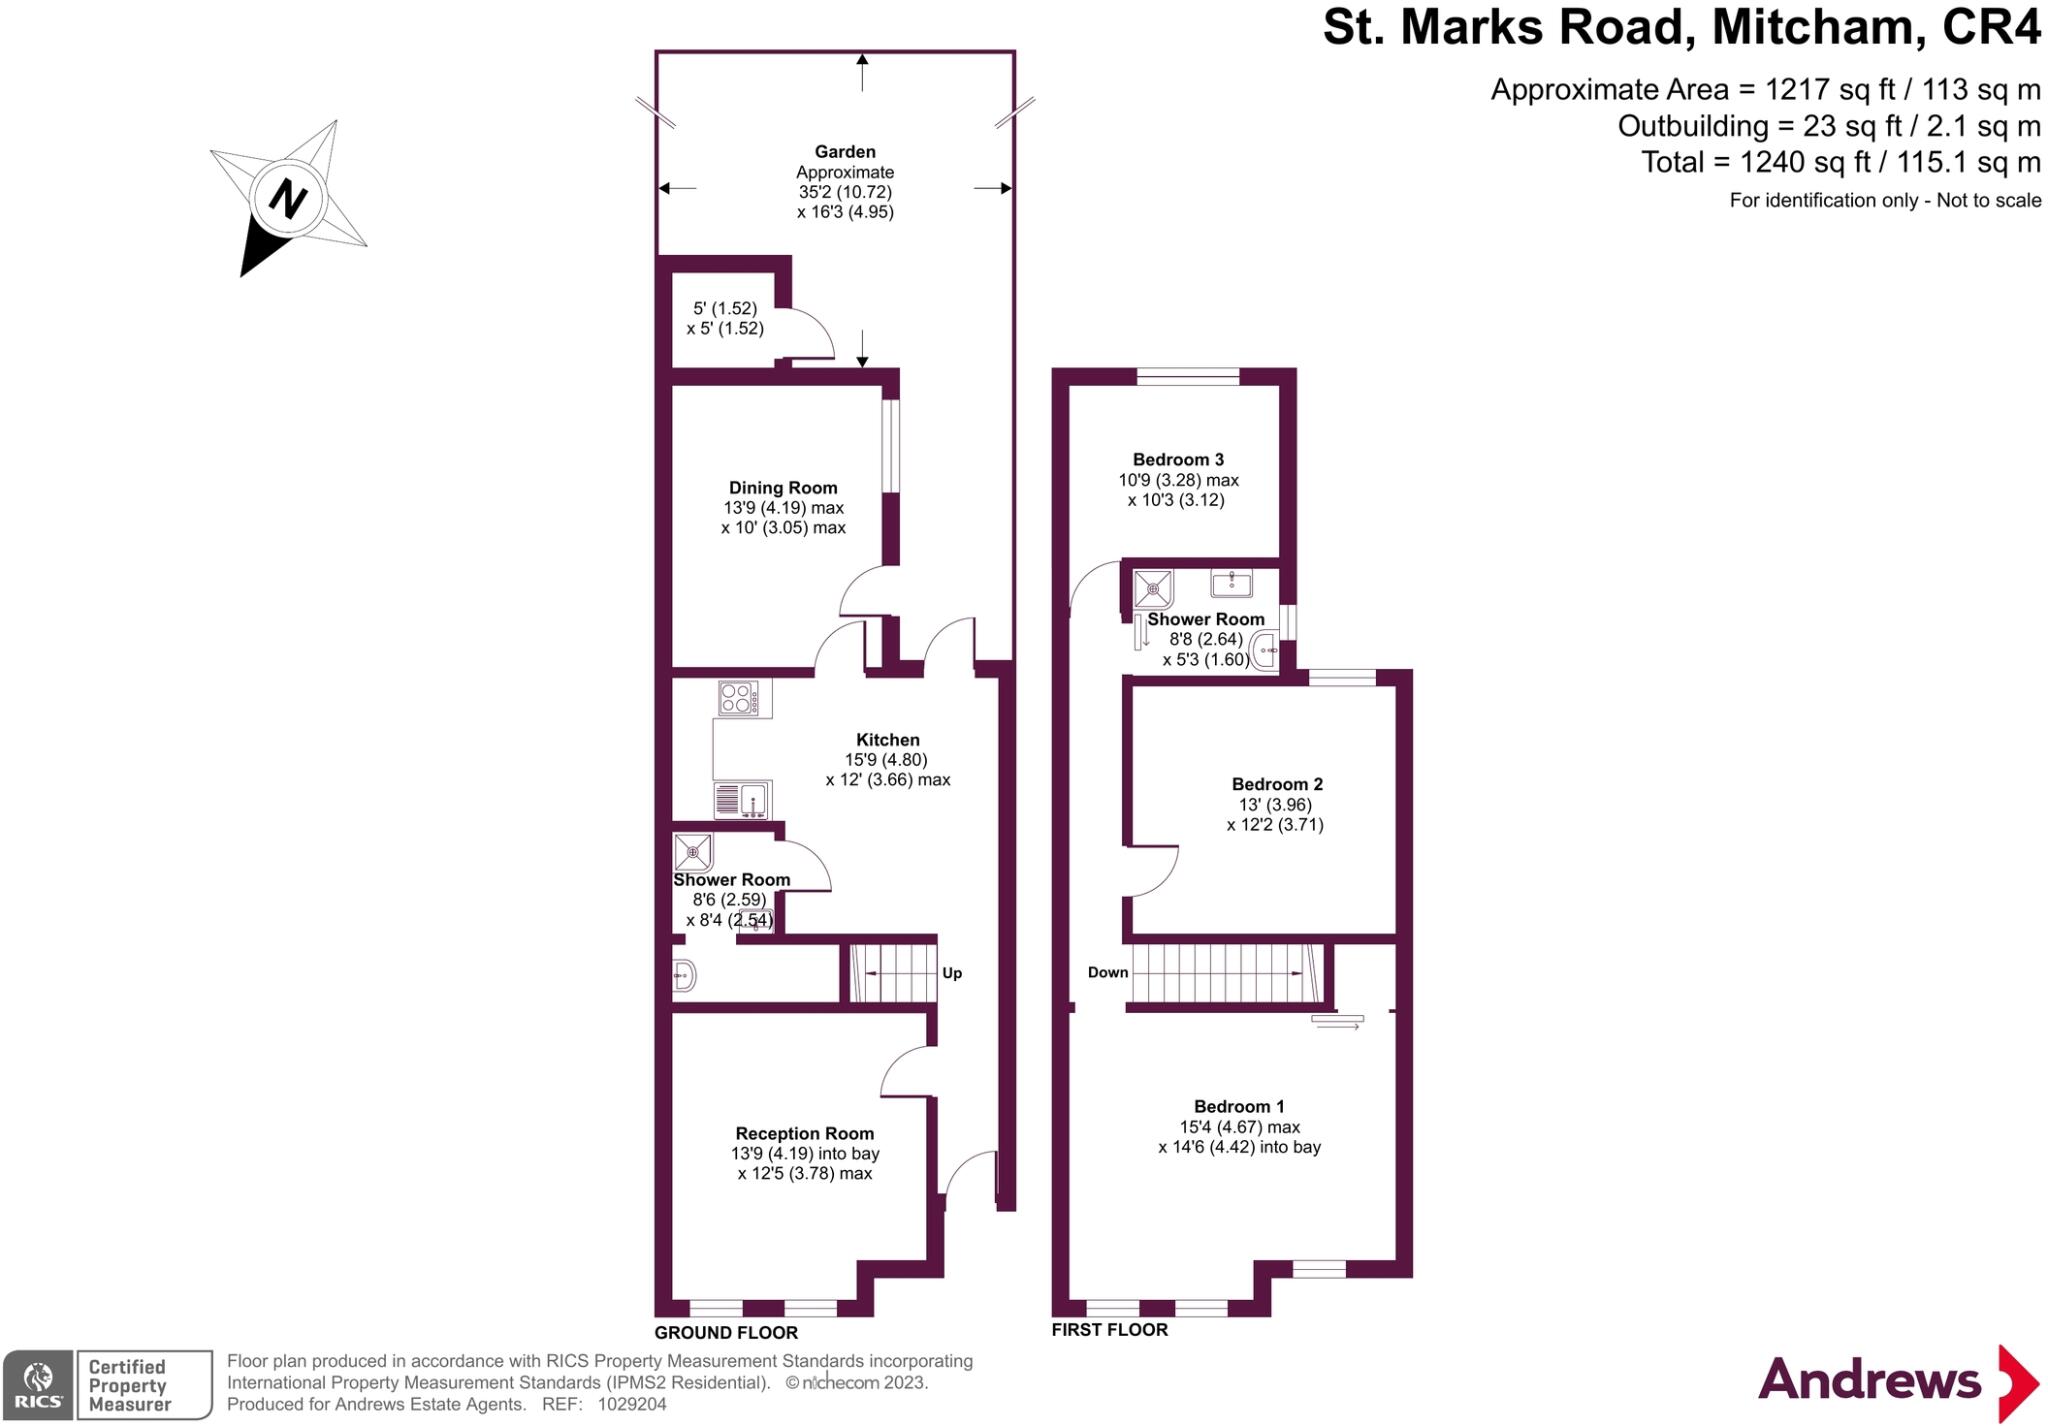 St. Marks Road, Mitcham, CR4
Approximate Area = 1217 sq ft / 113 sq m
Outbuilding = 23 sq ft / 2.1 sq m
Total = 1240 sq ft / 115.1 sq m
For identification only - Not to scale
N
Garden
Approximate
35'2 (10.72)
x 16'3 (4.95)
5' (1.52)
x 5' (1.52)
Dining Room
13'9 (4.19) max
x 10' (3.05) max
Kitchen
15'9 (4.80)
x 12' (3.66) max
Shower Room
8'6 (2.59)
x 8'4 (2.54)
Up
Reception Room
13'9 (4.19) into bay
x 12'5 (3.78) max
GROUND FLOOR
Bedroom 3
10'9 (3.28) max
x 10'3 (3.12)
Shower Room
8'8 (2.64)
x 5'3 (1.60)
Bedroom 2
13' (3.96)
x 12'2 (3.71)
Down
Bedroom 1
15'4 (4.67) max
x 14'6 (4.42) into bay
FIRST FLOOR
RICS
Certified
Property
Measurer
Floor plan produced in accordance with RICS Property Measurement Standards incorporating
International Property Measurement Standards (IPMS2 Residential). © nichecom 2023.
Produced for Andrews Estate Agents. REF: 1029204
Andrews